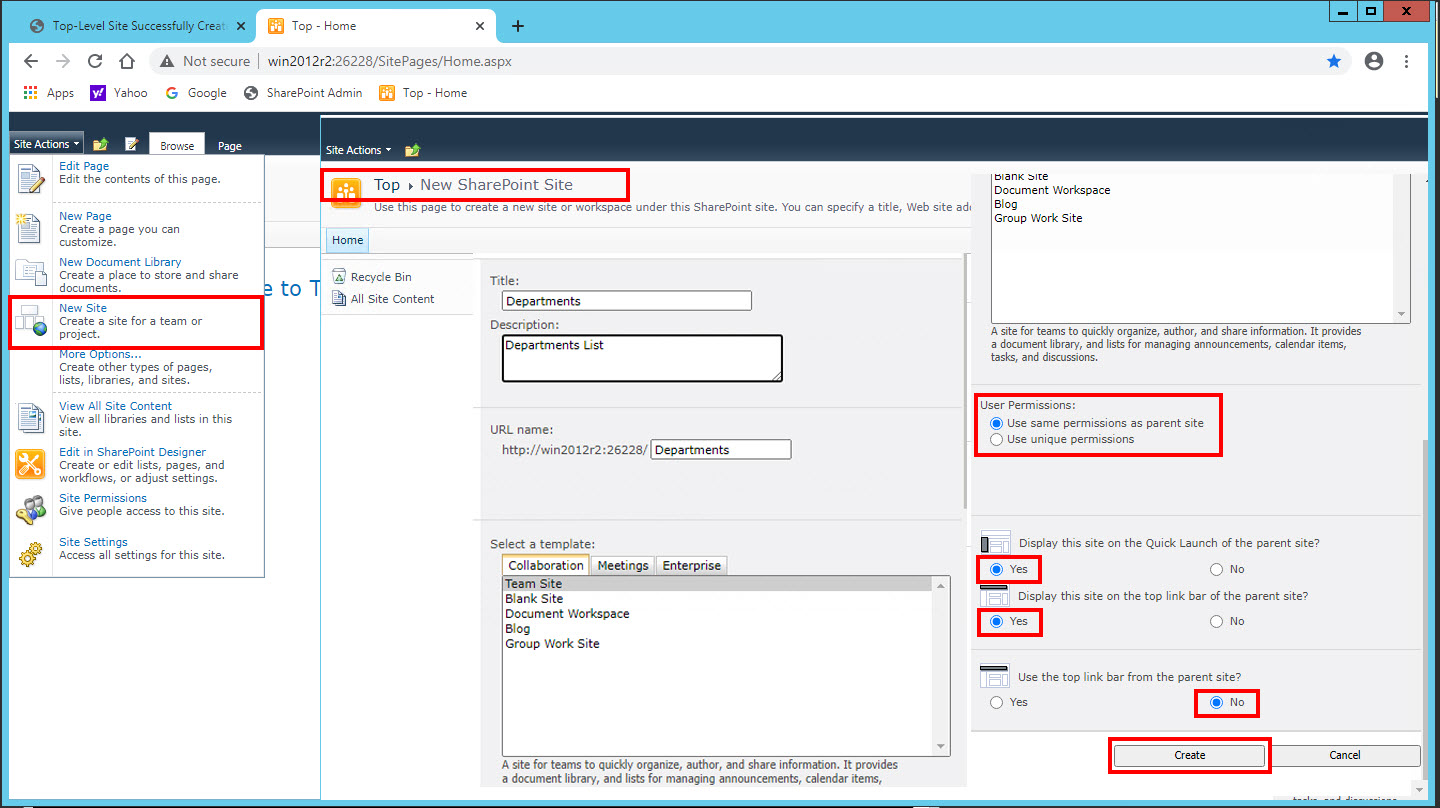 Top-Level Site Successfully Creat
Top - Home
Not secure
win2012r2:26228/SitePages/Home.aspx
Apps
Yahoo
Google
SharePoint Admin
Top - Home
Site Actions
Browse
Page
Edit Page
Edit the contents of this page.
New Page
Create a page you can
customize.
New Document Library
Create a place to store and share
documents.
New Site
Create a site for a team or
project.
More Options...
Create other types of pages,
lists, libraries, and sites.
View All Site Content
View all libraries and lists in this
site.
Edit in SharePoint Designer
Create or edit lists, pages, and
workflows, or adjust settings.
Site Permissions
Give people access to this site.
Site Settings
Access all settings for this site.
e to T
Site Actions
Top › New SharePoint Site
Use this page to create a new site or workspace under this SharePoint site. You can specify a title, Web site add
Home
Recycle Bin
All Site Content
Title:
Departments
Description:
Departments List
URL name:
http://win2012r2:26228/ Departments
Select a template:
Collaboration Meetings Enterprise
Team Site
Blank Site
Document Workspace
Blog
Group Work Site
A site for teams to quickly organize, author, and share information. It provides
a document library, and lists for managing announcements, calendar items,
Blank Site
Document Workspace
Blog
Group Work Site
A site for teams to quickly organize, author, and share information. It provides
a document library, and lists for managing announcements, calendar items,
tasks, and discussions.
User Permissions:
Use same permissions as parent site
Use unique permissions
Display this site on the Quick Launch of the parent site?
Yes No
Display this site on the top link bar of the parent site?
Yes No
Use the top link bar from the parent site?
Yes No
Create Cancel
tasks, and discussions.